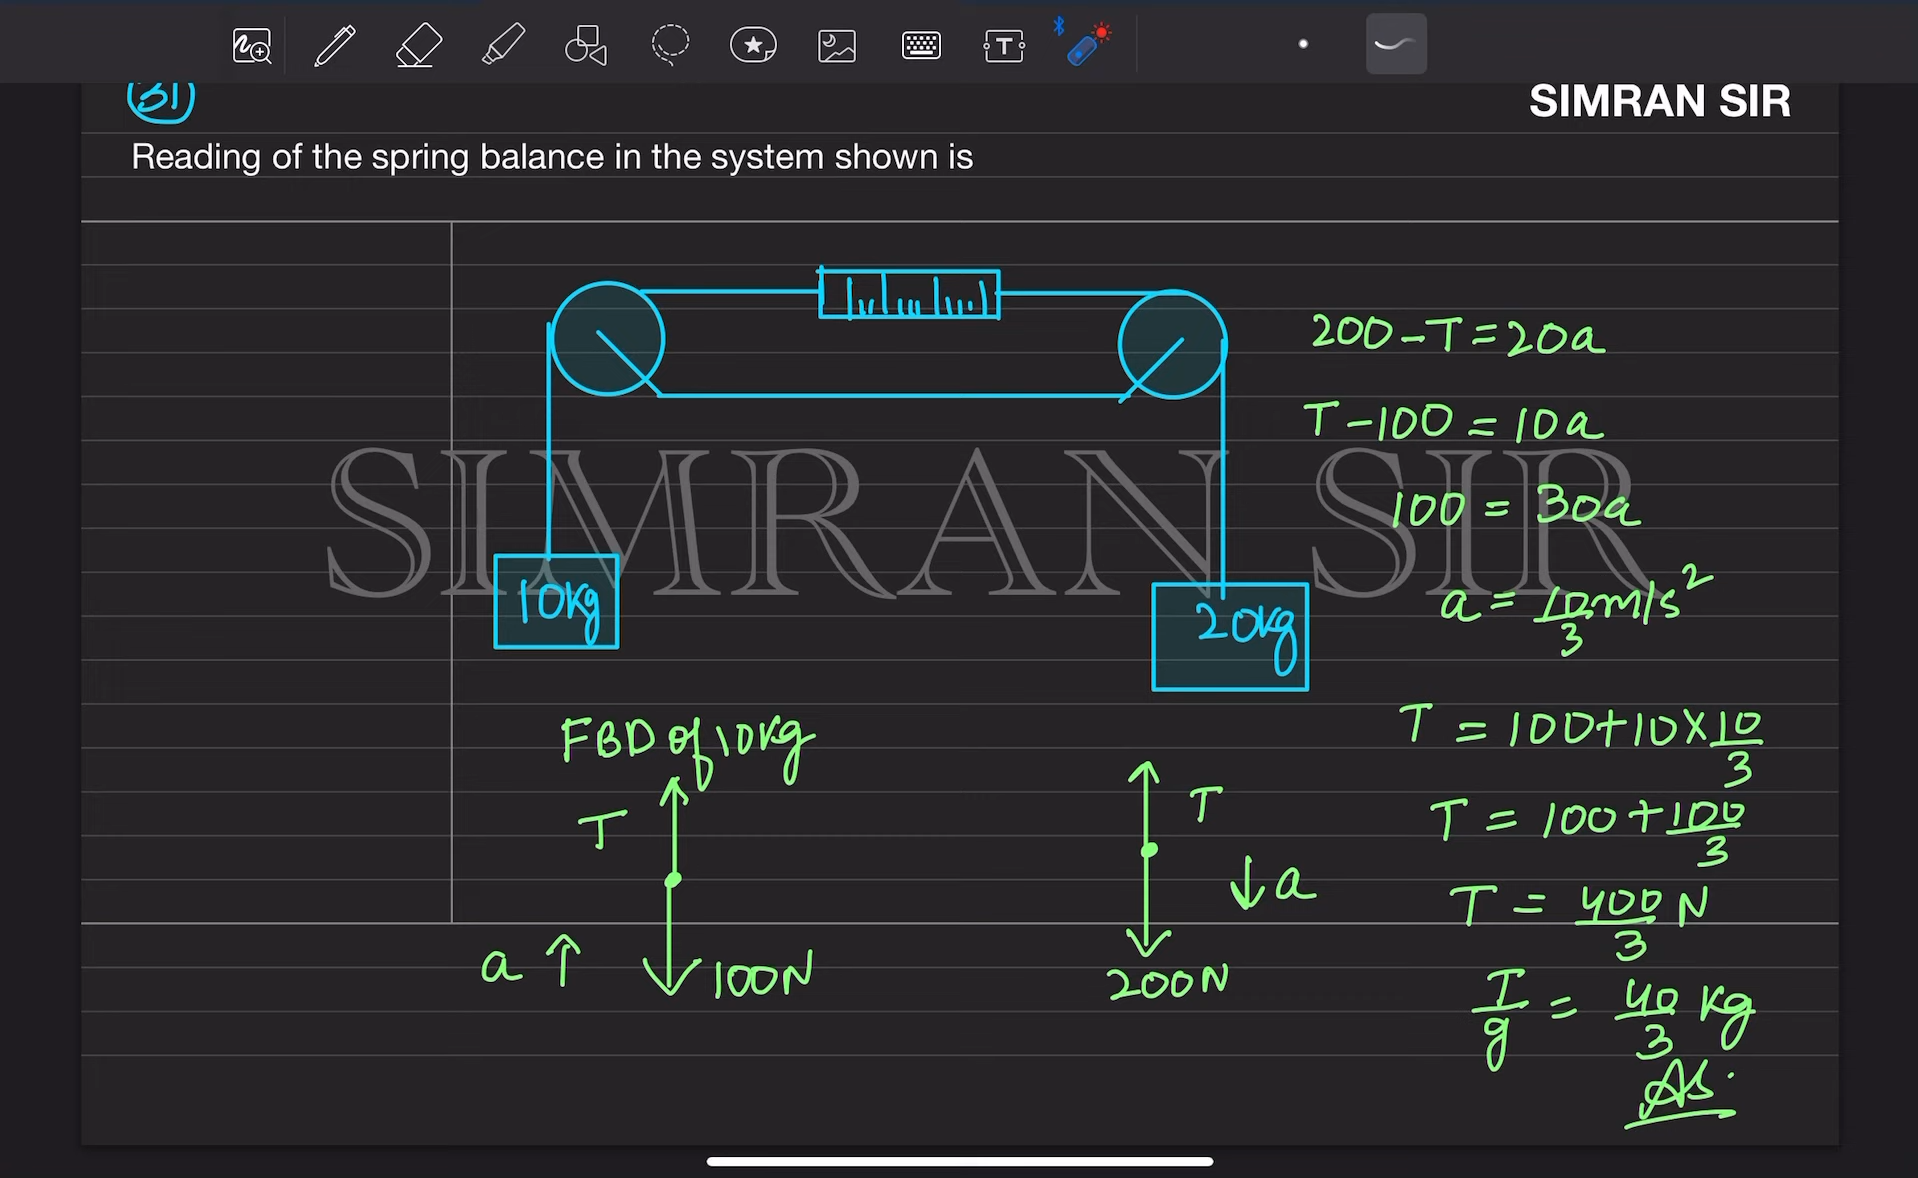 31
SIMRAN SIR
Reading of the spring balance in the system shown is
200-T=20a
T-100=10a
100=30a
a=10/3 m/s²
SIMRAN SIR
10kg
20kg
FBD of 10kg
T
a↑
100N
T
↓a
200N
T=100+10×10/3
T=100+100/3
T=400/3 N
T/g=40/3 kg